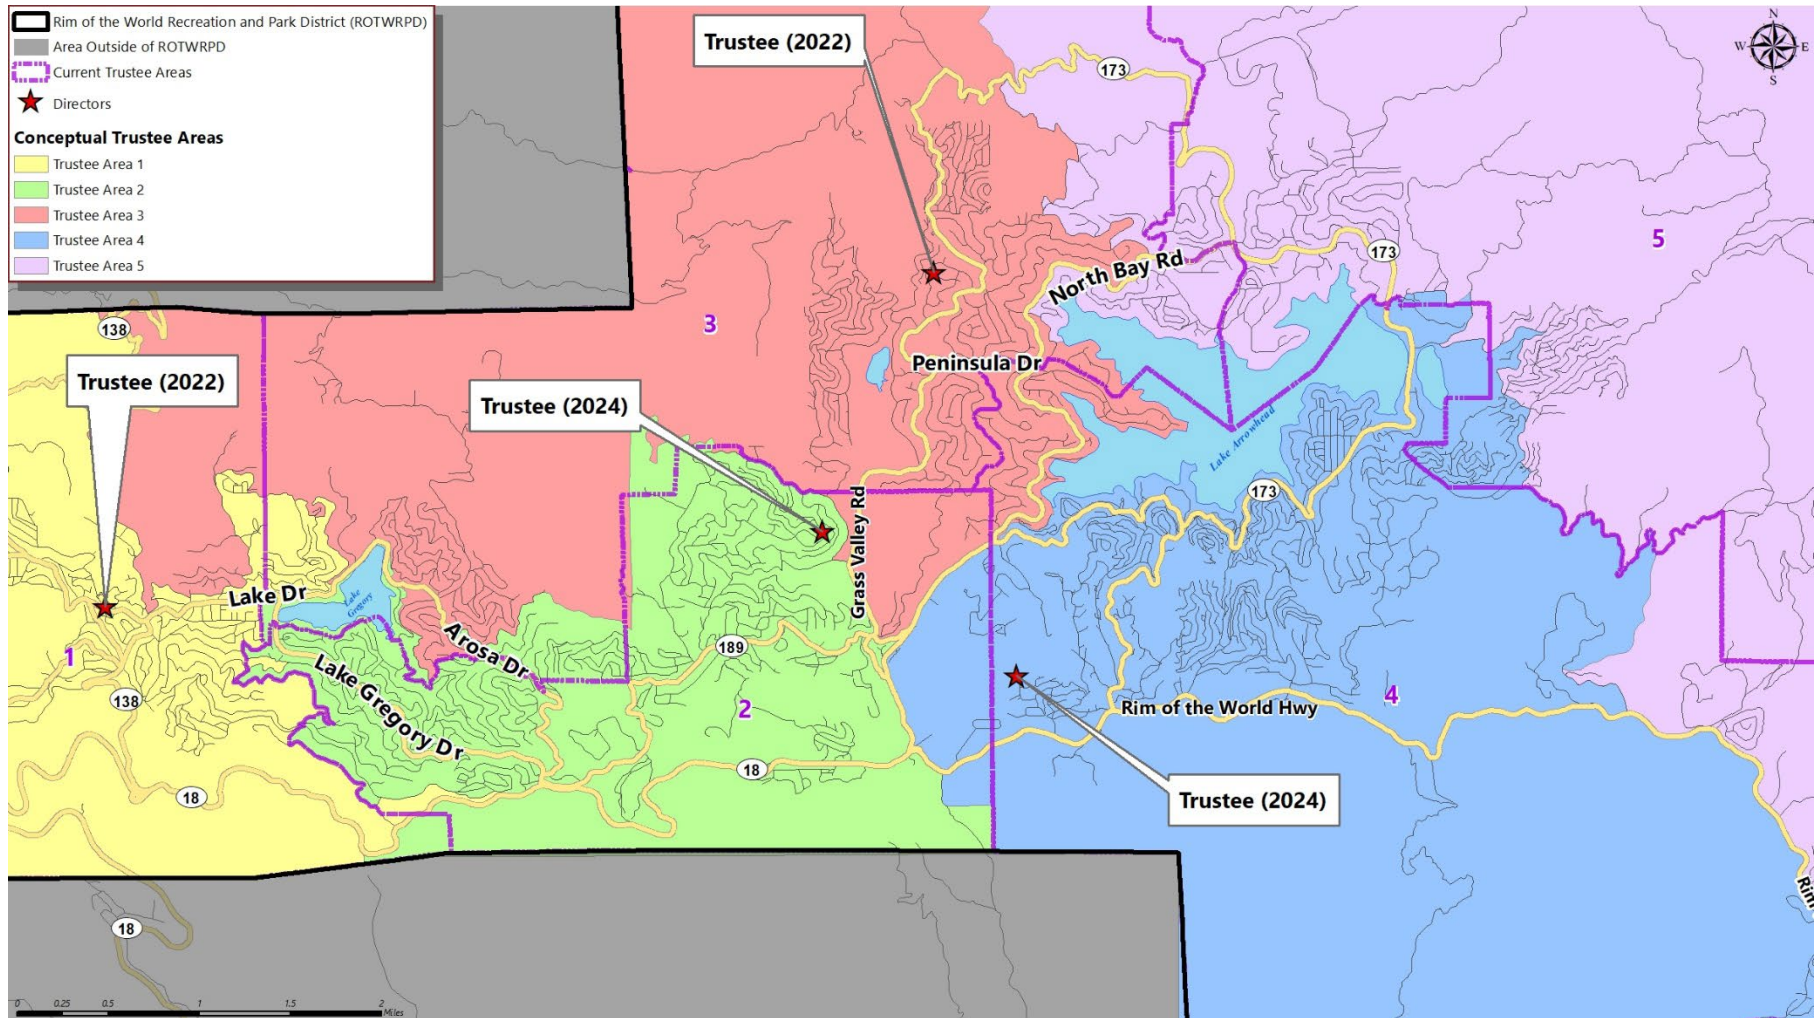 Rim of the World Recreation and Park District (ROTWRPD)
Area Outside of ROTWRPD
Current Trustee Areas
Directors
Conceptual Trustee Areas
Trustee Area 1
Trustee Area 2
Trustee Area 3
Trustee Area 4
Trustee Area 5
Trustee (2022)
N
W
E
S
173
5
North Bay Rd
173
3
138
Peninsula Dr
Trustee (2022)
Trustee (2024)
Lake Arrowhead
173
Grass Valley Rd
Lake Dr
Lake
Gregory
Arosa Dr
189
1
Lake Gregory Dr
138
2
4
Rim of the World Hwy
18
18
Trustee (2024)
18
0
0.25
0.5
1
1.5
2
Miles